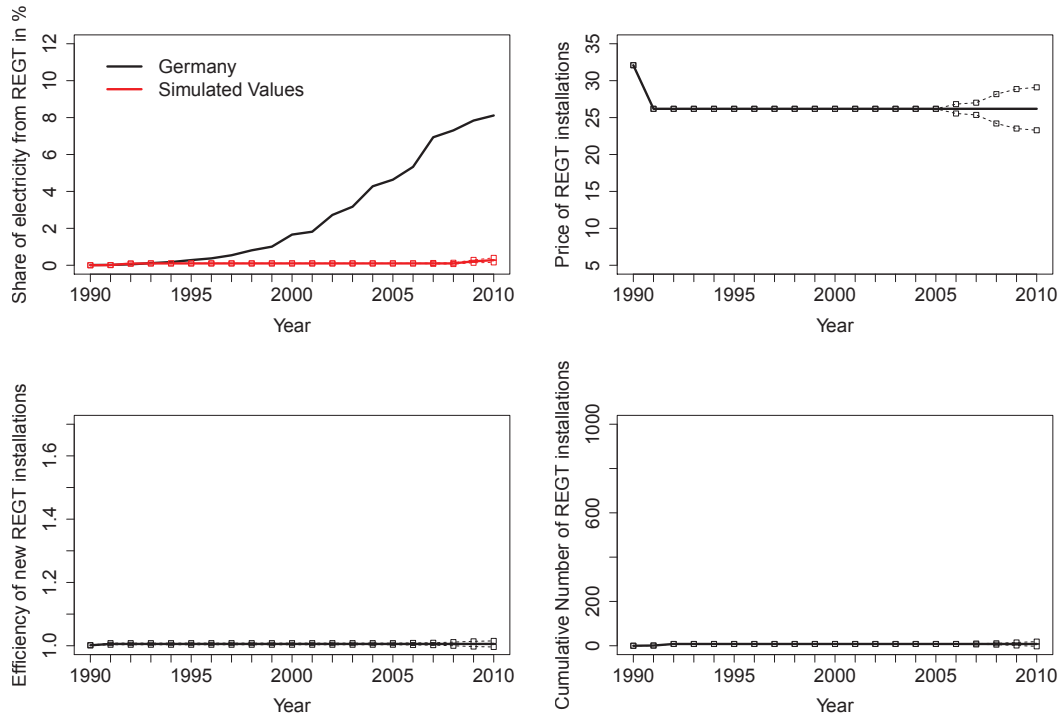 Share of electricity from REGT in %
12
10
8
6
4
2
0
Germany
Simulated Values
1990 1995 2000 2005 2010
Year
Price of REGT installations
35
30
25
20
15
10
5
1990 1995 2000 2005 2010
Year
Efficiency of new REGT installations
1.6
1.4
1.2
1.0
1990 1995 2000 2005 2010
Year
Cumulative Number of REGT installations
1000
600
200
0
1990 1995 2000 2005 2010
Year